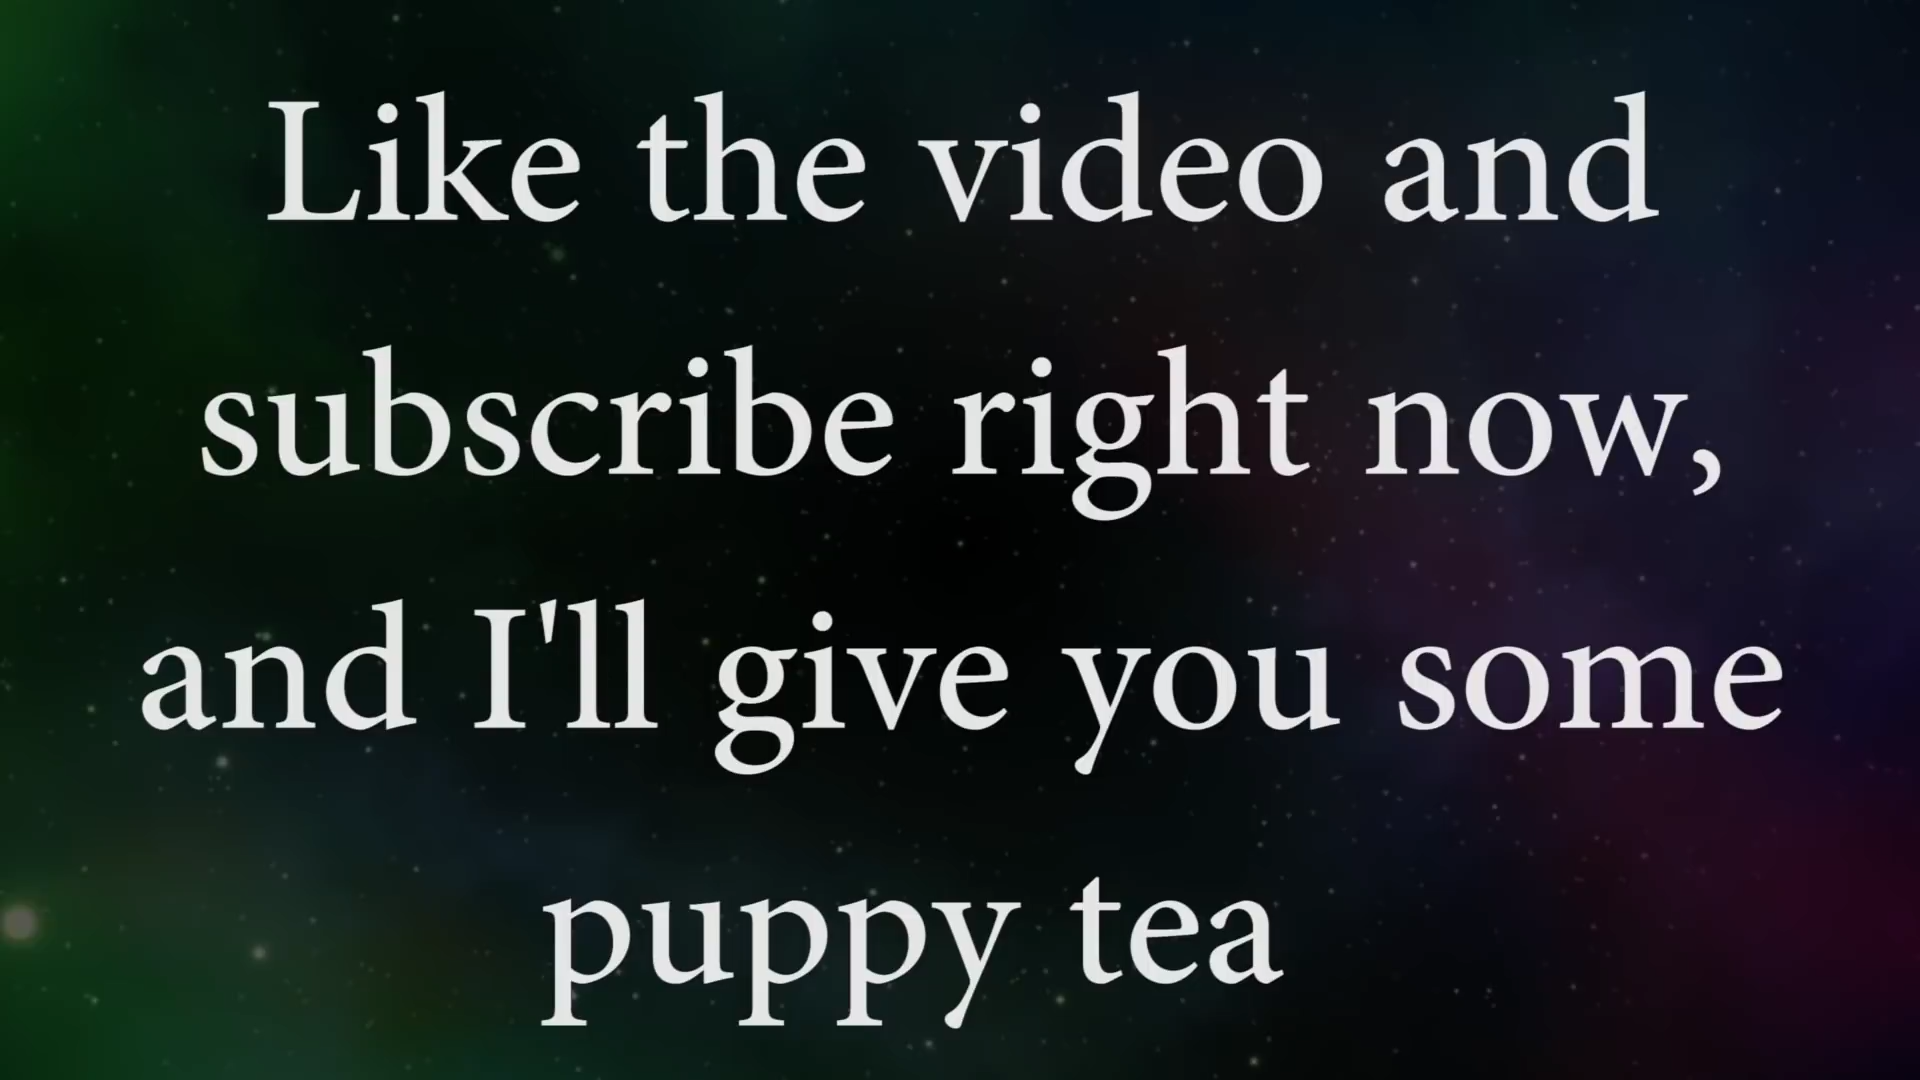 Like the video and
subscribe right now,
and I'll give you some
puppy tea